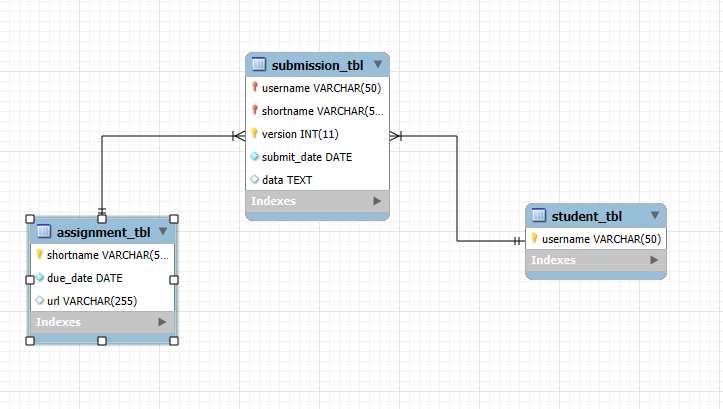 submission_tbl
username VARCHAR(50)
shortname VARCHAR(5...
version INT(11)
submit_date DATE
data TEXT
Indexes
assignment_tbl
shortname VARCHAR(5...
due_date DATE
url VARCHAR(255)
Indexes
student_tbl
username VARCHAR(50)
Indexes